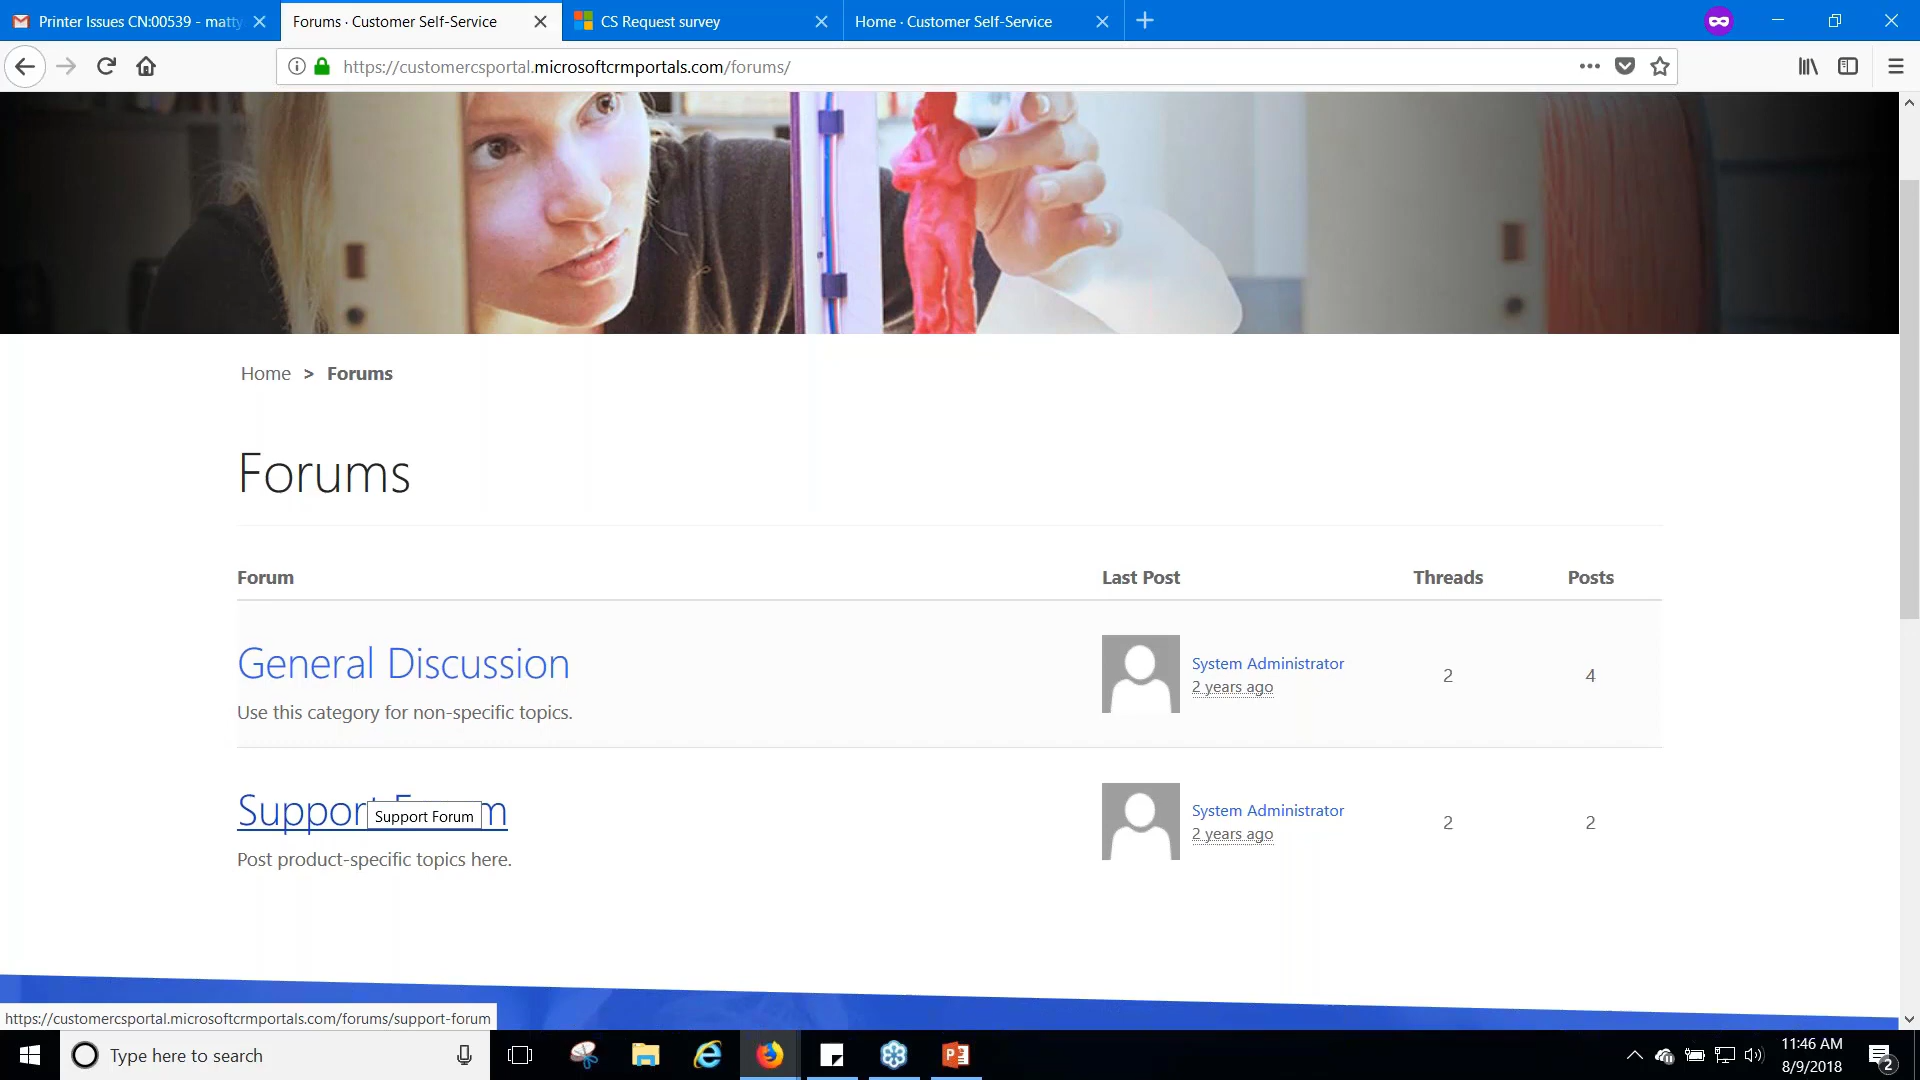 Printer Issues CN:00539 - matty
Forums · Customer Self-Service
CS Request survey
Home · Customer Self-Service
https://customercsportal.microsoftcrmportals.com/forums/
Home > Forums
Forums
Forum Last Post Threads Posts
General Discussion
Use this category for non-specific topics.
System Administrator
2 years ago
2 4
Support Forum
Post product-specific topics here.
System Administrator
2 years ago
2 2
https://customercsportal.microsoftcrmportals.com/forums/support-forum
Type here to search
11:46 AM
8/9/2018
2